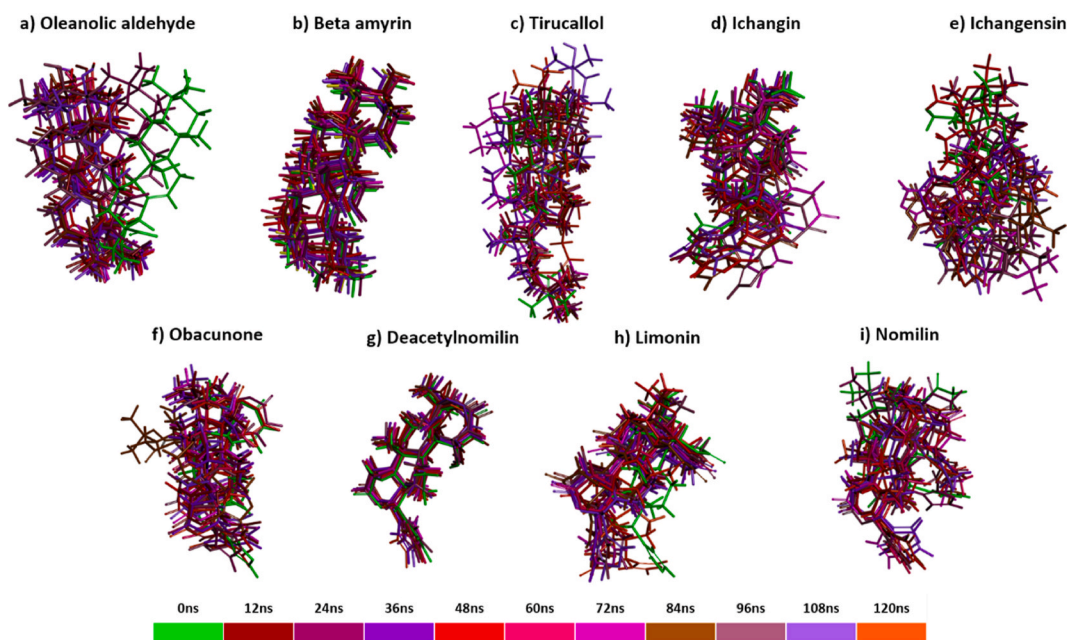 a) Oleanolic aldehyde b) Beta amyrin c) Tirucallol d) Ichangin e) Ichangensin
f) Obacunone g) Deacetylnomilin h) Limonin i) Nomilin
0ns 12ns 24ns 36ns 48ns 60ns 72ns 84ns 96ns 108ns 120ns